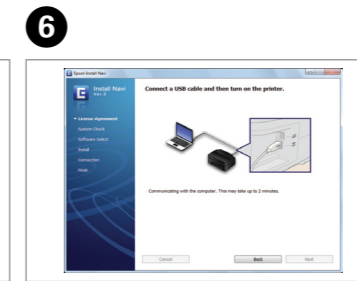 6
Epson Install Navi
Install Navi
Connect a USB cable and then turn on the printer.
License Agreement
System Check
Software Select
Install
Connection
Next
Communicating with the computer. This may take up to 2 minutes.
Cancel
Back
Next